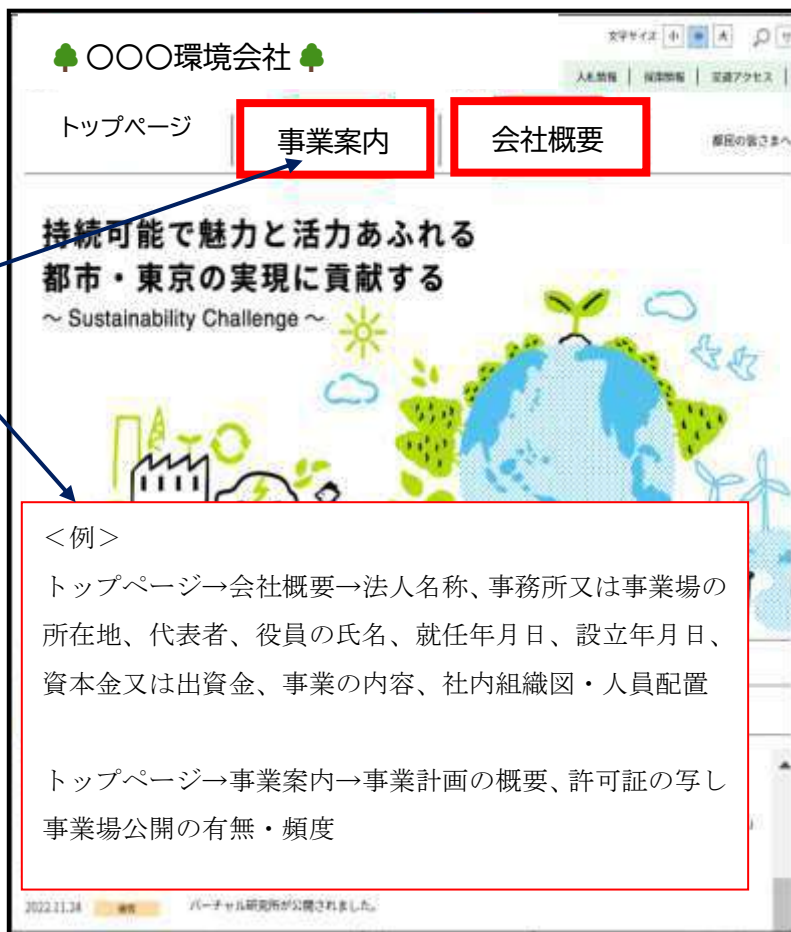 文字サイズ 小 中 大
〇〇〇環境会社
入札情報 | 採用情報 | 交通アクセス |
トップページ
事業案内
会社概要
都民の皆さまへ
持続可能で魅力と活力あふれる
都市・東京の実現に貢献する
~ Sustainability Challenge ~
<例>
トップページ→会社概要→法人名称、事務所又は事業場の
所在地、代表者、役員の氏名、就任年月日、設立年月日、
資本金又は出資金、事業の内容、社内組織図・人員配置
トップページ→事業案内→事業計画の概要、許可証の写し
事業場公開の有無・頻度
2022.11.24
バーチャル研究所が公開されました。